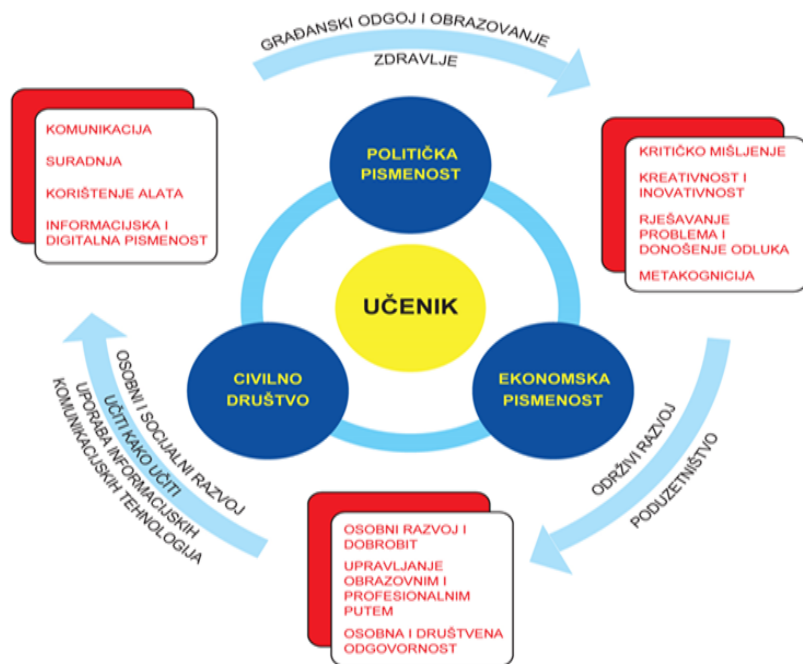 GRAĐANSKI ODGOJ I OBRAZOVANJE
ZDRAVLJE
KOMUNIKACIJA
SURADNJA
KORIŠTENJE ALATA
INFORMACIJSKA I
DIGITALNA PISMENOST
POLITIČKA
PISMENOST
KRITIČKO MIŠLJENJE
KREATIVNOST I
INOVATIVNOST
RJEŠAVANJE
PROBLEMA I
DONOŠENJE ODLUKA
METAKOGNICIJA
UČENIK
CIVILNO
DRUŠTVO
EKONOMSKA
PISMENOST
OSOBNI I SOCIJALNI RAZVOJ
UČITI KAKO UČITI
UPORABA INFORMACIJSKIH
KOMUNIKACIJSKIH TEHNOLOGIJA
ODRŽIVI RAZVOJ
PODUZETNIŠTVO
OSOBNI RAZVOJ I
DOBROBIT
UPRAVLJANJE
OBRAZOVNIM I
PROFESIONALNIM
PUTEM
OSOBNA I DRUŠTVENA
ODGOVORNOST